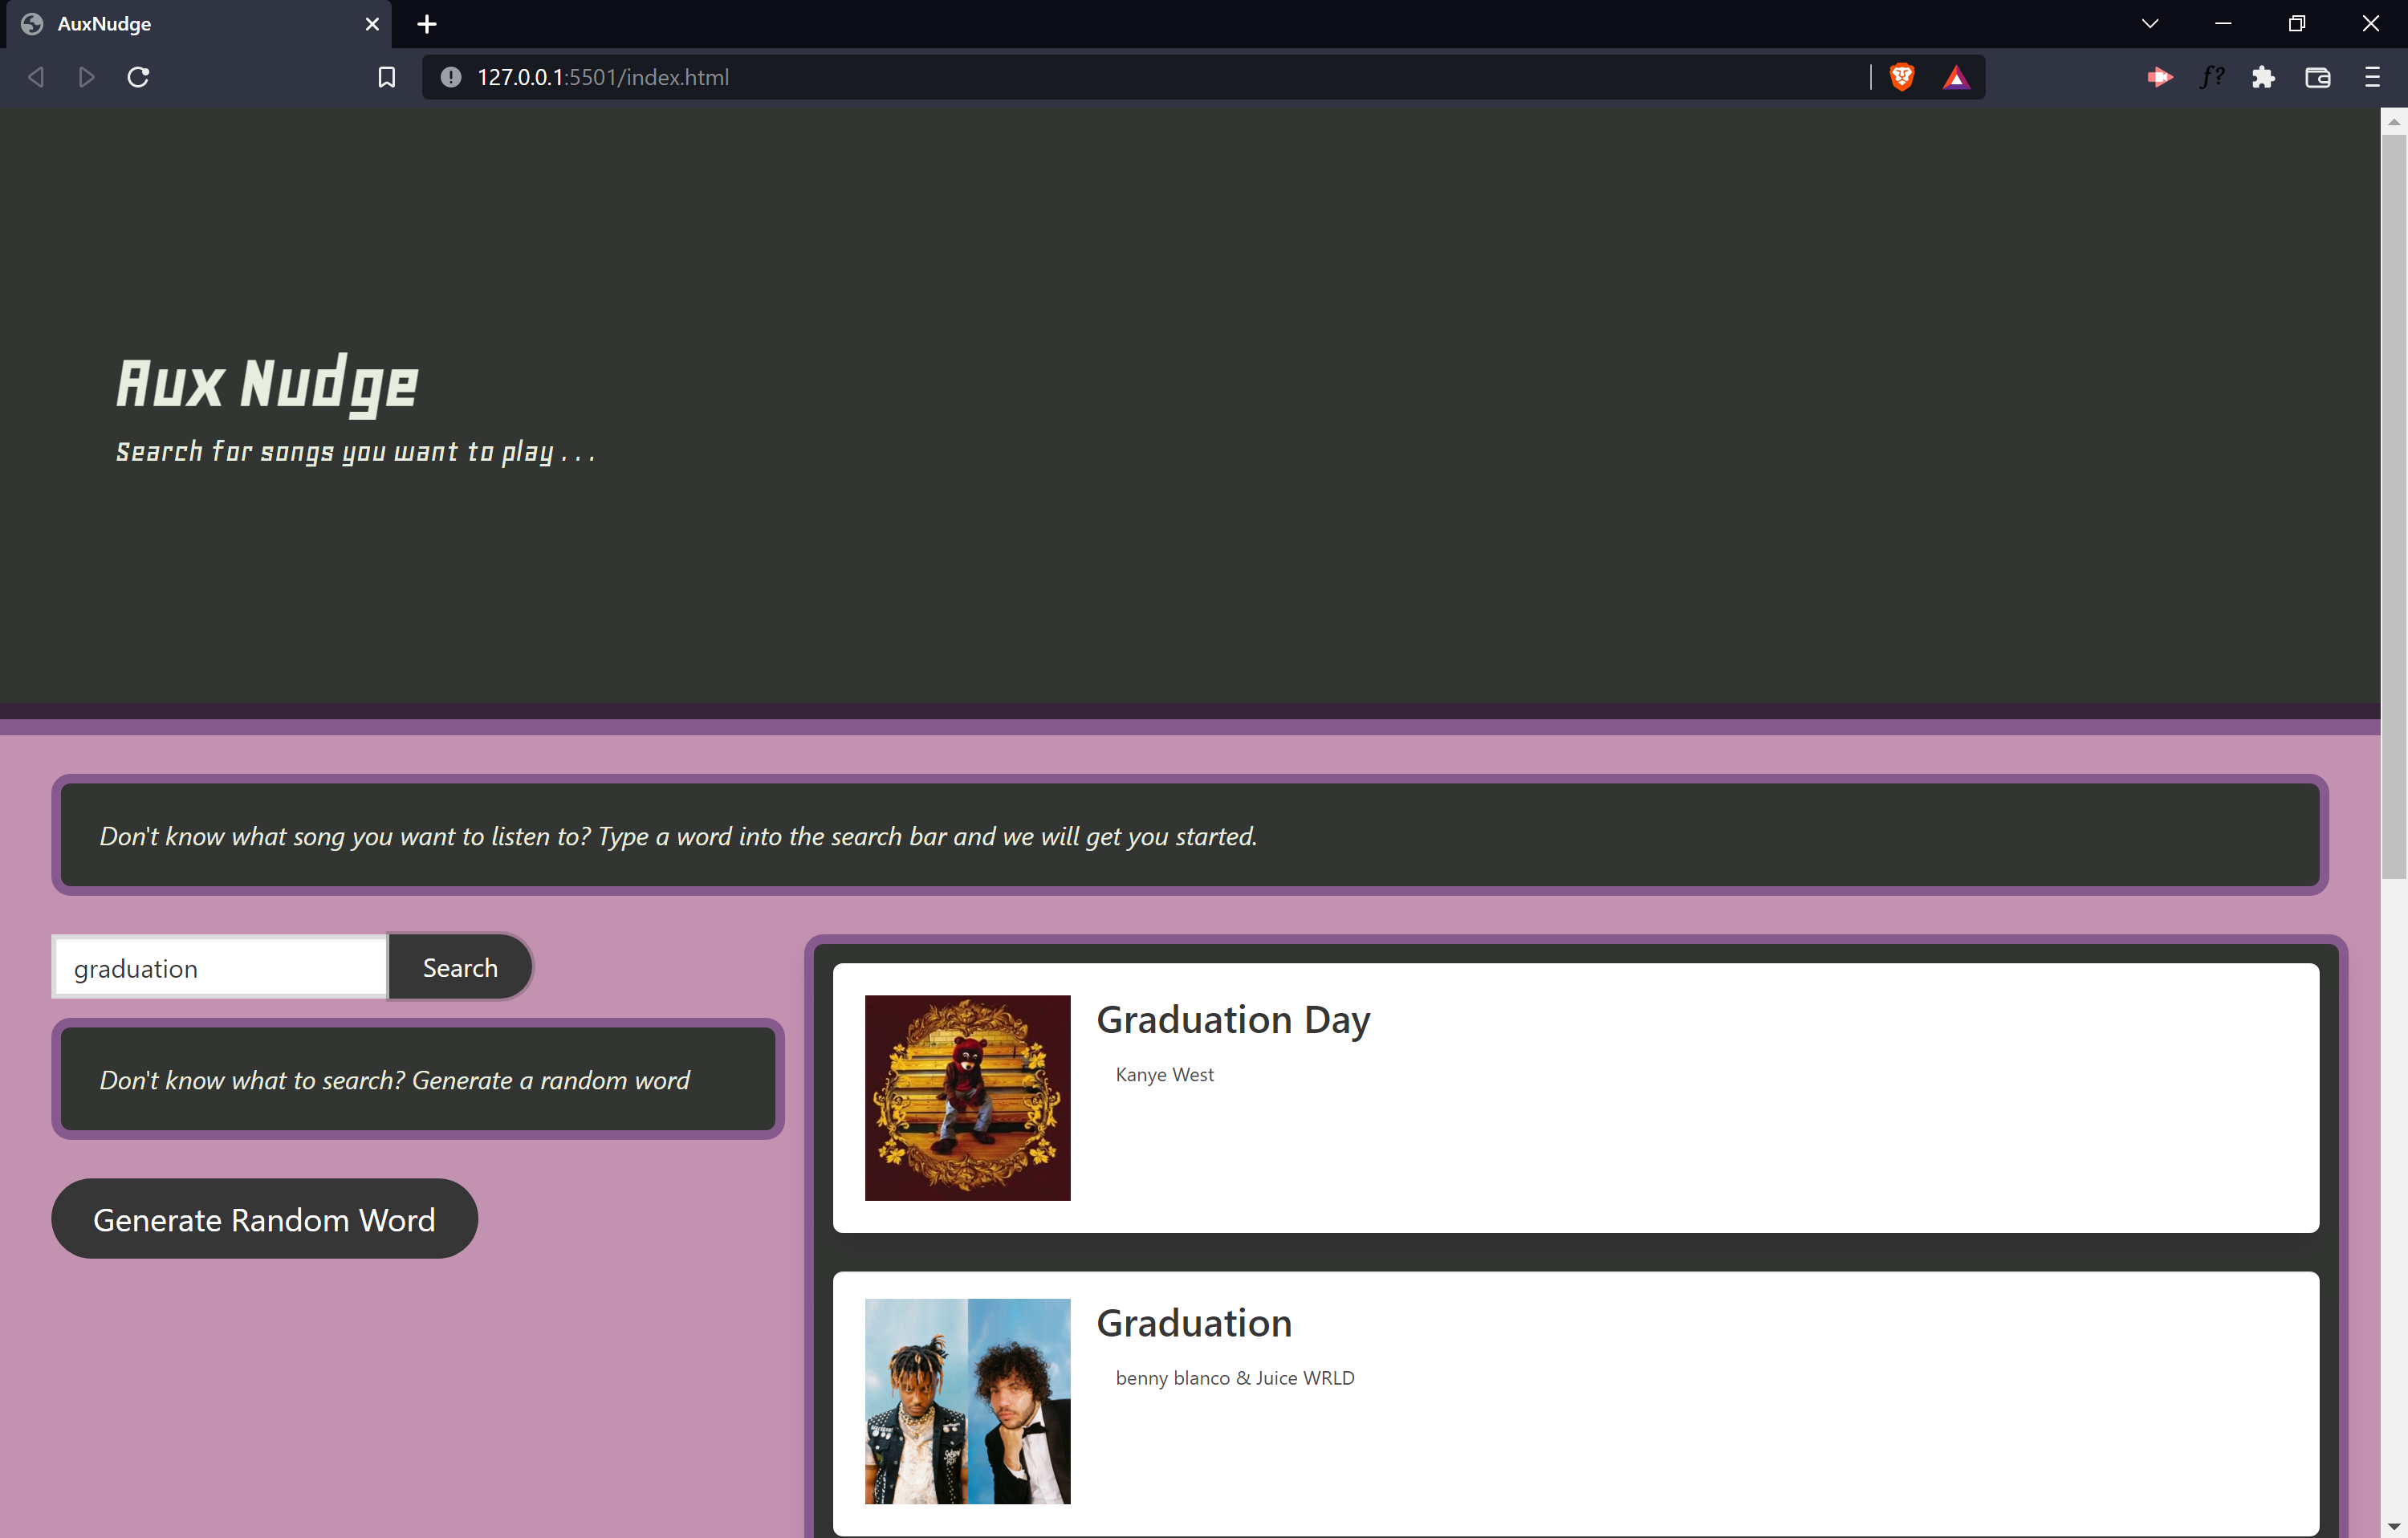 AuxNudge
127.0.0.1:5501/index.html
f?
Aux Nudge
Search for songs you want to play . . .
Don't know what song you want to listen to? Type a word into the search bar and we will get you started.
graduation
Search
Don't know what to search? Generate a random word
Generate Random Word
Graduation Day
Kanye West
Graduation
benny blanco & Juice WRLD